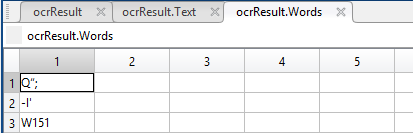 ocrResult ocrResult.Text ocrResult.Words
ocrResult.Words
1 2 3 4 5
1 Q";
2 -I'
3 W151